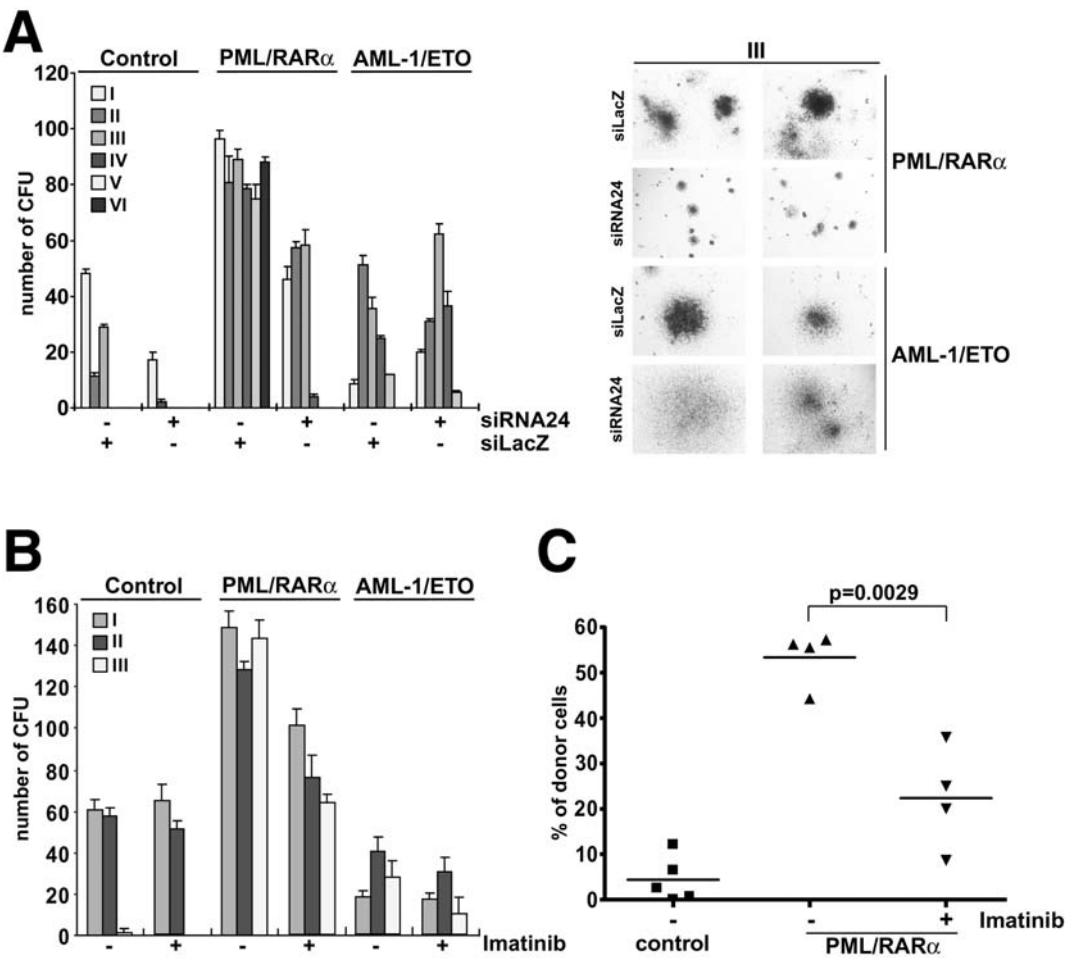 A
Control PML/RARα AML-1/ETO
number of CFU
120
100
80
60
40
20
0
I
II
III
IV
V
VI
- + - + - + siRNA24
+ - + - + - siLacZ
III
siLacZ
siRNA24
PML/RARα
siLacZ
siRNA24
AML-1/ETO
B
Control PML/RARα AML-1/ETO
number of CFU
160
140
120
100
80
60
40
20
0
I
II
III
- + - + - + Imatinib
C
p=0.0029
% of donor cells
60
50
40
30
20
10
0
- - + Imatinib
control PML/RARα